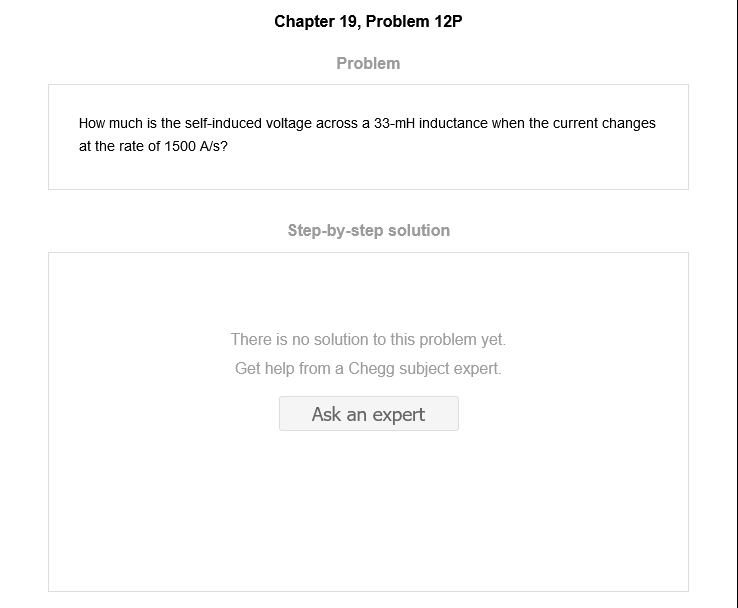 Chapter 19, Problem 12P
Problem
How much is the self-induced voltage across a 33-mH inductance when the current changes
at the rate of 1500 A/s?
Step-by-step solution
There is no solution to this problem yet.
Get help from a Chegg subject expert.
Ask an expert